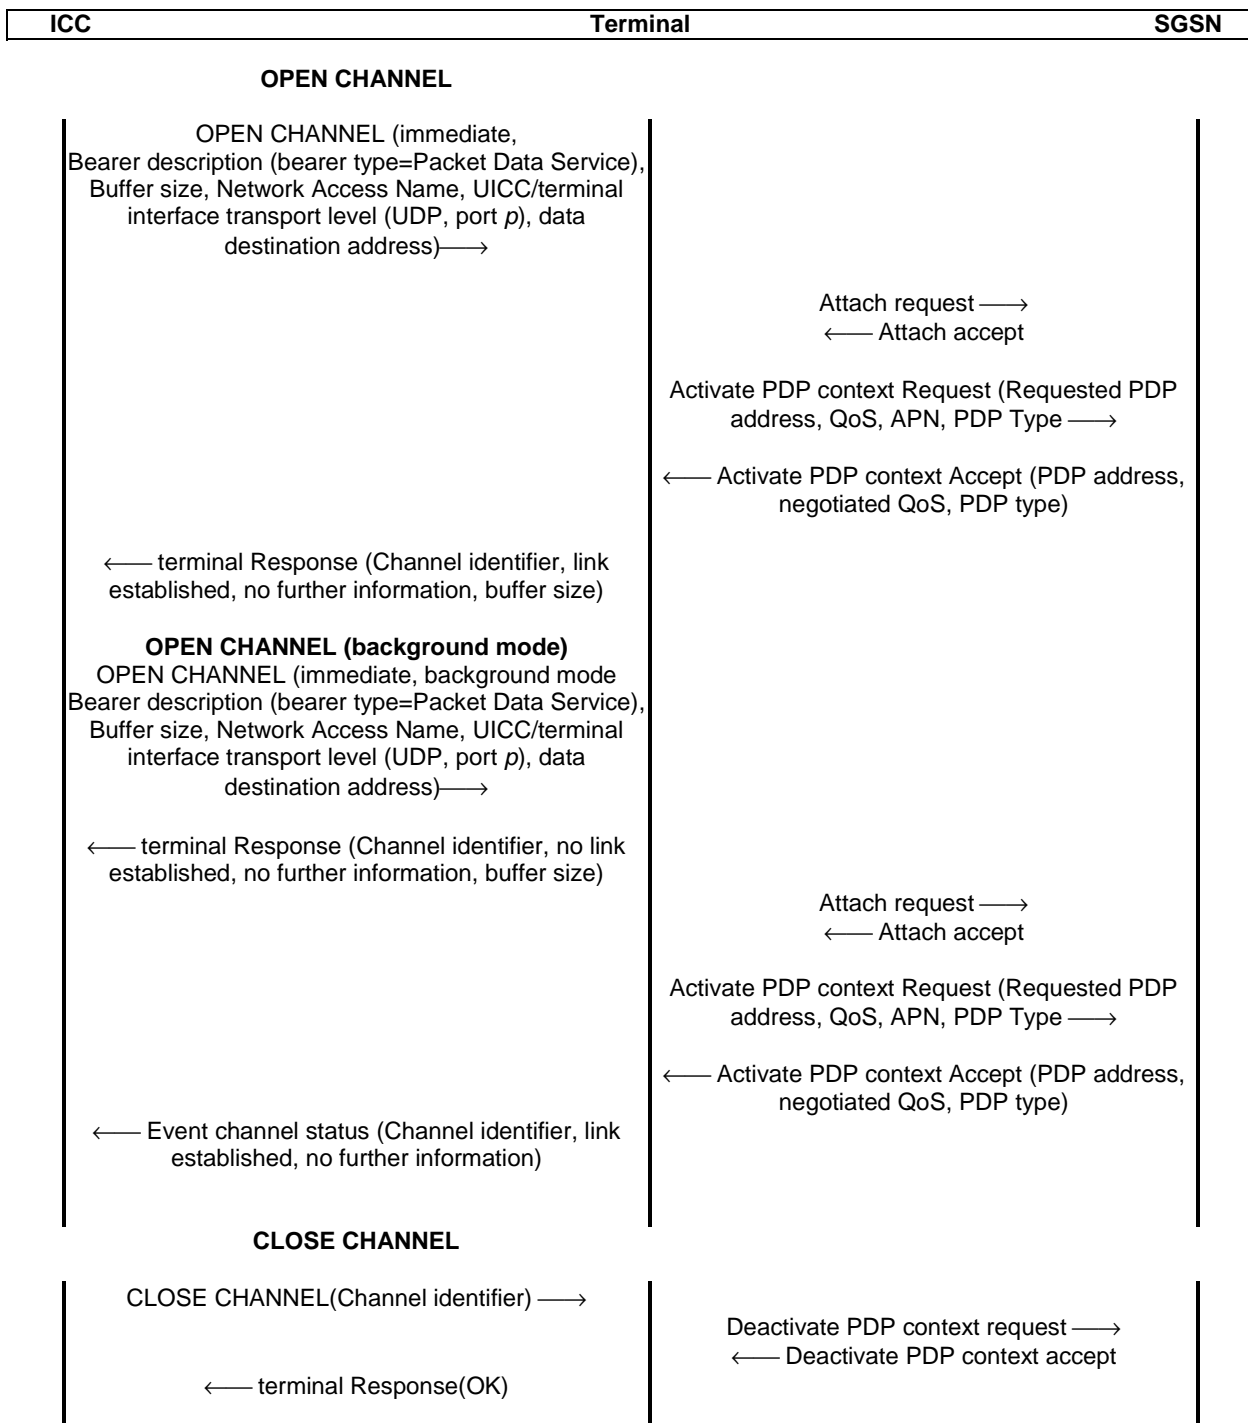 ICC Terminal SGSN
OPEN CHANNEL
OPEN CHANNEL (immediate,
Bearer description (bearer type=Packet Data Service),
Buffer size, Network Access Name, UICC/terminal
interface transport level (UDP, port p), data
destination address)⟶
Attach request ⟶
⟵ Attach accept
Activate PDP context Request (Requested PDP
address, QoS, APN, PDP Type ⟶
⟵ Activate PDP context Accept (PDP address,
negotiated QoS, PDP type)
⟵ terminal Response (Channel identifier, link
established, no further information, buffer size)
OPEN CHANNEL (background mode)
OPEN CHANNEL (immediate, background mode
Bearer description (bearer type=Packet Data Service),
Buffer size, Network Access Name, UICC/terminal
interface transport level (UDP, port p), data
destination address)⟶
⟵ terminal Response (Channel identifier, no link
established, no further information, buffer size)
Attach request ⟶
⟵ Attach accept
Activate PDP context Request (Requested PDP
address, QoS, APN, PDP Type ⟶
⟵ Activate PDP context Accept (PDP address,
negotiated QoS, PDP type)
⟵ Event channel status (Channel identifier, link
established, no further information)
CLOSE CHANNEL
CLOSE CHANNEL(Channel identifier) ⟶
Deactivate PDP context request ⟶
⟵ Deactivate PDP context accept
⟵ terminal Response(OK)